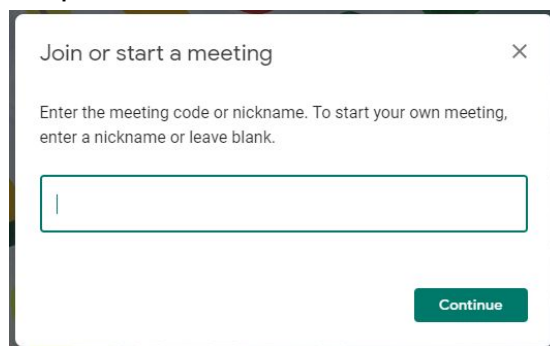 Join or start a meeting
Enter the meeting code or nickname. To start your own meeting,
enter a nickname or leave blank.
Continue